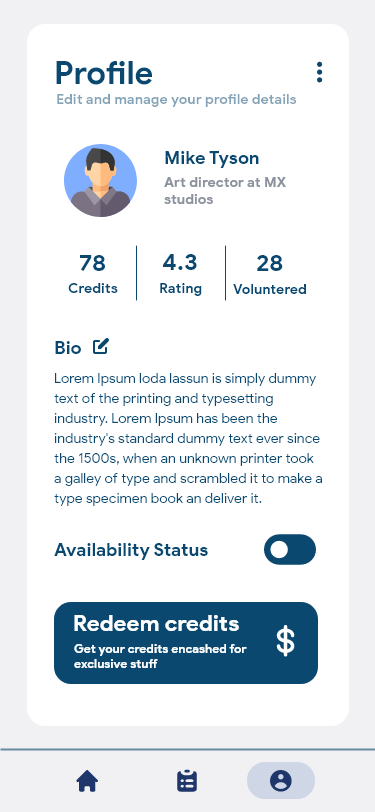 Profile
Edit and manage your profile details
Mike Tyson
Art director at MX
studios
78
Credits
4.3
Rating
28
Voluntered
Bio
Lorem Ipsum loda lassun is simply dummy
text of the printing and typesetting
industry. Lorem Ipsum has been the
industry's standard dummy text ever since
the 1500s, when an unknown printer took
a galley of type and scrambled it to make a
type specimen book an deliver it.
Availability Status
Redeem credits
Get your credits encashed for
exclusive stuff
$